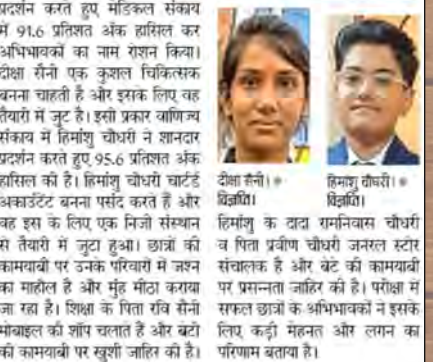 प्रदर्शन करते हुए मेडिकल संकाय
में 91.6 प्रतिशत अंक हासिल कर
अभिभावकों का नाम रोशन किया।
दीक्षा सैनी एक कुशल चिकित्सक
बनना चाहती है और इसके लिए वह
तैयारी में जुट है। इसी प्रकार वाणिज्य
संकाय में हिमांशु चौधरी ने शानदार
प्रदर्शन करते हुए 95.6 प्रतिशत अंक
हासिल की है। हिमांशु चौधरी चार्टर्ड
अकाउंटेंट बनना पसंद करते हैं और
वह इस के लिए एक निजी संस्थान
से तैयारी में जुटा हुआ। छात्रों की
कामयाबी पर उनके परिवारों में जश्न
का माहौल है और मुंह मीठा कराया
जा रहा है। शिक्षा के पिता रवि सैनी
मोबाइल की शॉप चलाते हैं और बेटी
की कामयाबी पर खुशी जाहिर की है।
दीक्षा सैनी। ●
विज्ञप्ति।
हिमांशु चौधरी। ●
विज्ञप्ति।
हिमांशु के दादा रामनिवास चौधरी
व पिता प्रवीण चौधरी जनरल स्टोर
संचालक है और बेटे की कामयाबी
पर प्रसन्नता जाहिर की है। परीक्षा में
सफल छात्रों के अभिभावकों ने इसके
लिए कड़ी मेहनत और लगन का
परिणाम बताया है।